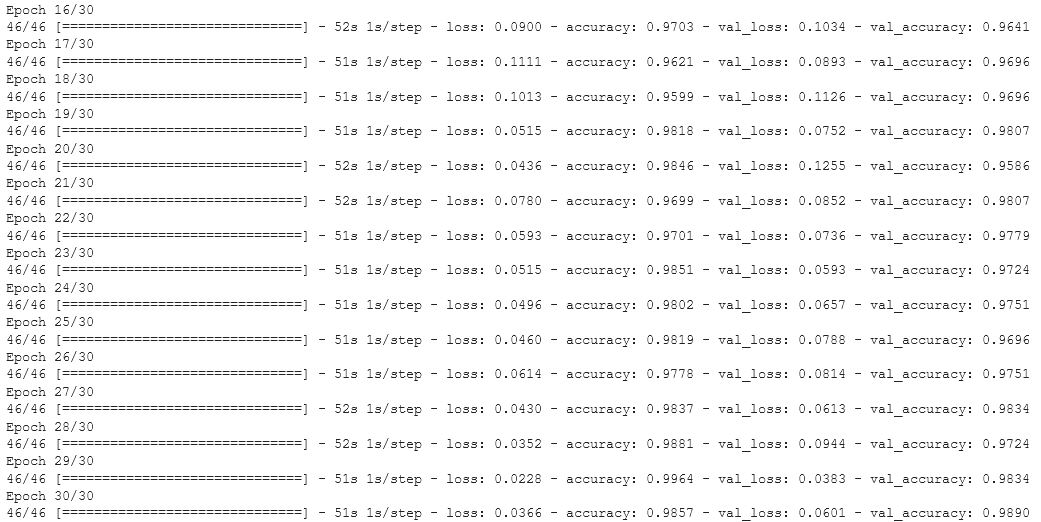 Epoch 16/30
46/46 [==============================] - 52s 1s/step - loss: 0.0900 - accuracy: 0.9703 - val_loss: 0.1034 - val_accuracy: 0.9641
Epoch 17/30
46/46 [==============================] - 51s 1s/step - loss: 0.1111 - accuracy: 0.9621 - val_loss: 0.0893 - val_accuracy: 0.9696
Epoch 18/30
46/46 [==============================] - 51s 1s/step - loss: 0.1013 - accuracy: 0.9599 - val_loss: 0.1126 - val_accuracy: 0.9696
Epoch 19/30
46/46 [==============================] - 51s 1s/step - loss: 0.0515 - accuracy: 0.9818 - val_loss: 0.0752 - val_accuracy: 0.9807
Epoch 20/30
46/46 [==============================] - 52s 1s/step - loss: 0.0436 - accuracy: 0.9846 - val_loss: 0.1255 - val_accuracy: 0.9586
Epoch 21/30
46/46 [==============================] - 52s 1s/step - loss: 0.0780 - accuracy: 0.9699 - val_loss: 0.0852 - val_accuracy: 0.9807
Epoch 22/30
46/46 [==============================] - 51s 1s/step - loss: 0.0593 - accuracy: 0.9701 - val_loss: 0.0736 - val_accuracy: 0.9779
Epoch 23/30
46/46 [==============================] - 51s 1s/step - loss: 0.0515 - accuracy: 0.9851 - val_loss: 0.0593 - val_accuracy: 0.9724
Epoch 24/30
46/46 [==============================] - 51s 1s/step - loss: 0.0496 - accuracy: 0.9802 - val_loss: 0.0657 - val_accuracy: 0.9751
Epoch 25/30
46/46 [==============================] - 51s 1s/step - loss: 0.0460 - accuracy: 0.9819 - val_loss: 0.0788 - val_accuracy: 0.9696
Epoch 26/30
46/46 [==============================] - 51s 1s/step - loss: 0.0614 - accuracy: 0.9778 - val_loss: 0.0814 - val_accuracy: 0.9751
Epoch 27/30
46/46 [==============================] - 52s 1s/step - loss: 0.0430 - accuracy: 0.9837 - val_loss: 0.0613 - val_accuracy: 0.9834
Epoch 28/30
46/46 [==============================] - 52s 1s/step - loss: 0.0352 - accuracy: 0.9881 - val_loss: 0.0944 - val_accuracy: 0.9724
Epoch 29/30
46/46 [==============================] - 51s 1s/step - loss: 0.0228 - accuracy: 0.9964 - val_loss: 0.0383 - val_accuracy: 0.9834
Epoch 30/30
46/46 [==============================] - 51s 1s/step - loss: 0.0366 - accuracy: 0.9857 - val_loss: 0.0601 - val_accuracy: 0.9890